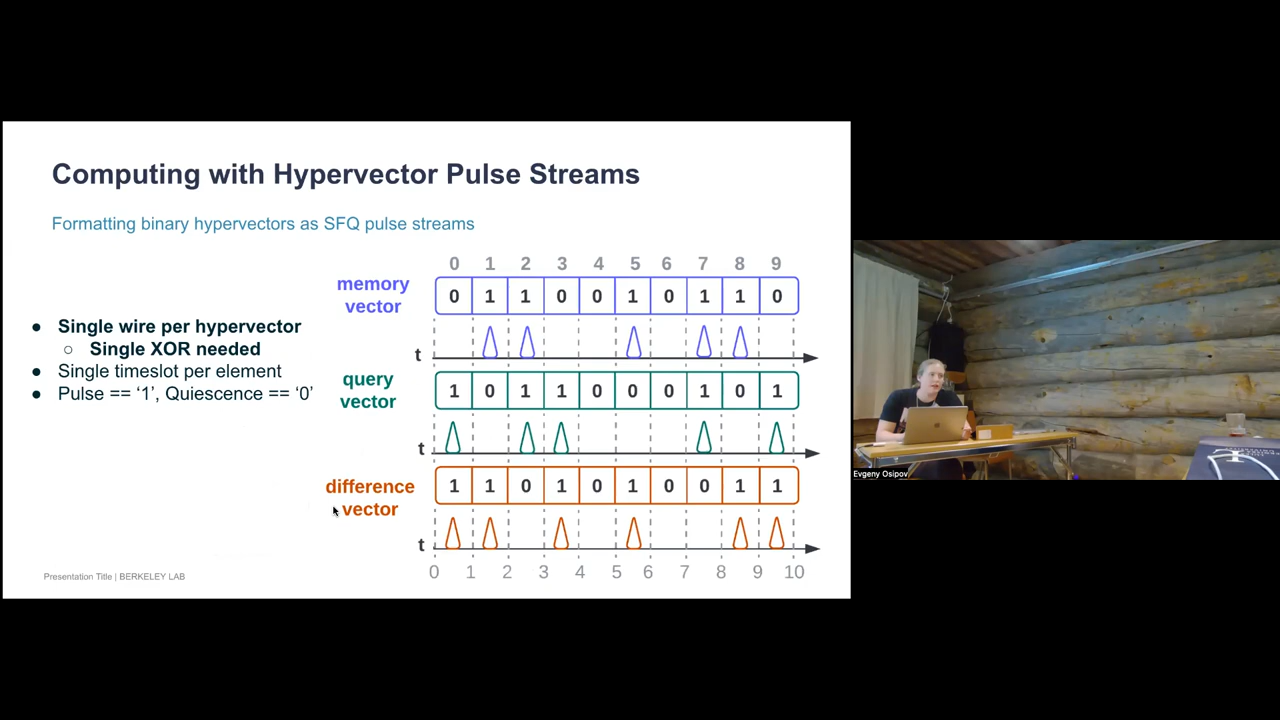 Computing with Hypervector Pulse Streams
Formatting binary hypervectors as SFQ pulse streams
● Single wire per hypervector
○ Single XOR needed
● Single timeslot per element
● Pulse == ‘1’, Quiescence == ‘0’
0 1 2 3 4 5 6 7 8 9
memory
vector
0 1 1 0 0 1 0 1 1 0
t
query
vector
1 0 1 1 0 0 0 1 0 1
t
difference
vector
1 1 0 1 0 1 0 0 1 1
t
0 1 2 3 4 5 6 7 8 9 10
Presentation Title | BERKELEY LAB
Evgeny Osipov